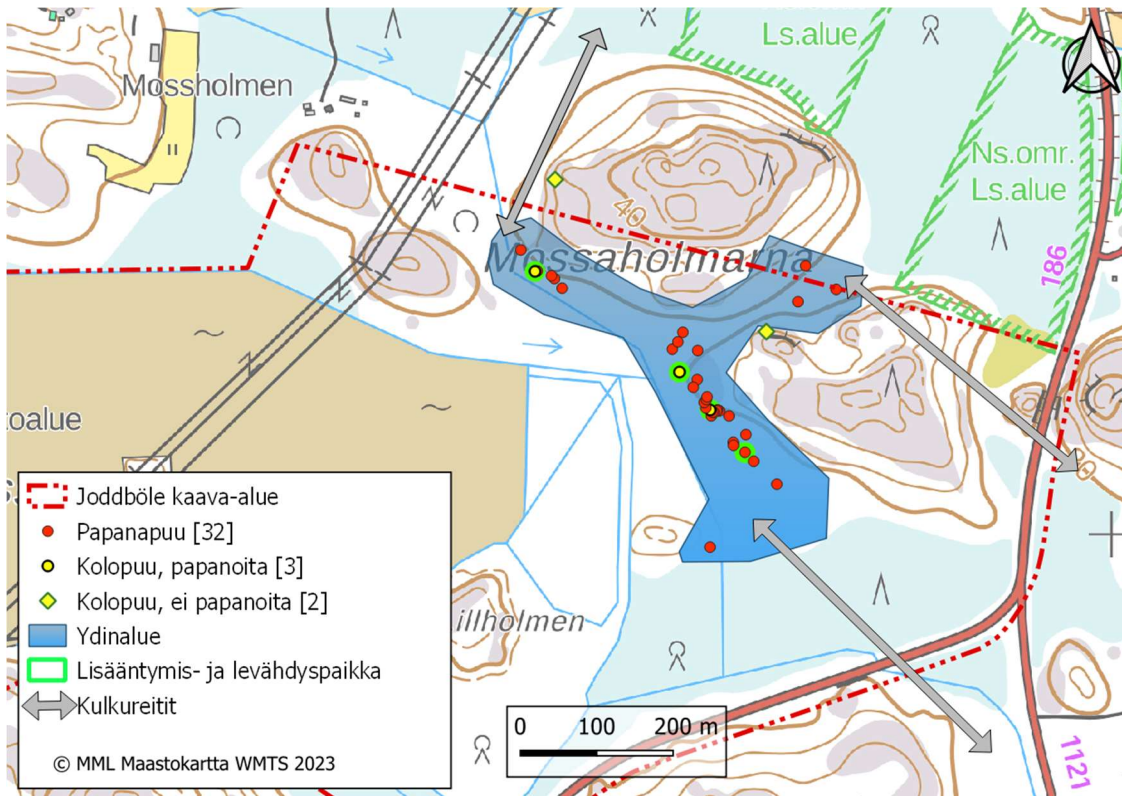 Ls.alue
Mossholmen
Ns.omr.
Ls.alue
40
Mossaholmarna
186
toalue
illholmen
Joddböle kaava-alue
Papanapuu [32]
Kolopuu, papanoita [3]
Kolopuu, ei papanoita [2]
Ydinalue
Lisääntymis- ja levähdyspaikka
Kulkureitit
© MML Maastokartta WMTS 2023
0 100 200 m
1121